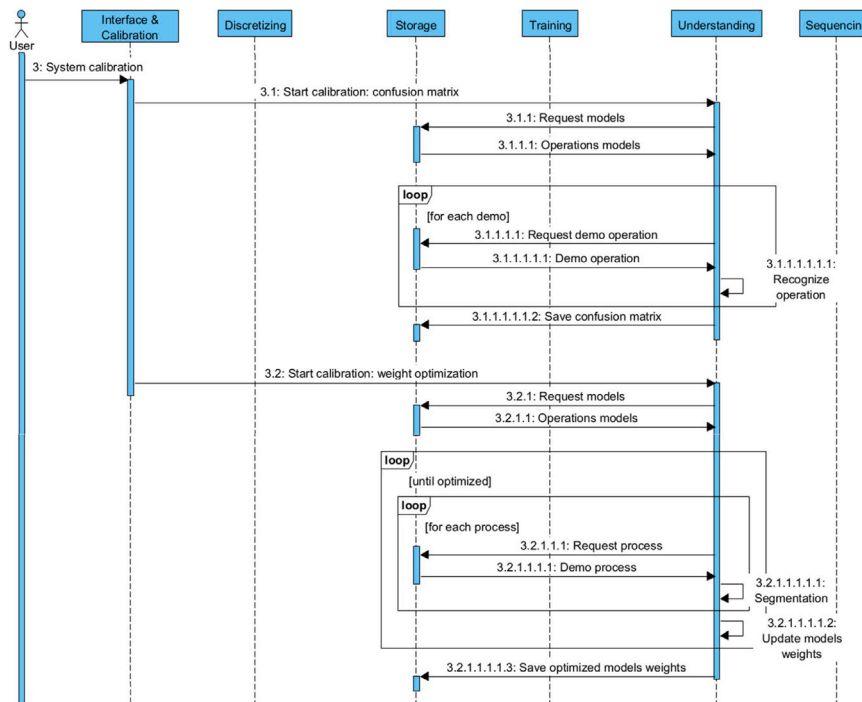 User
Interface &
Calibration
Discretizing
Storage
Training
Understanding
Sequencing
3: System calibration
3.1: Start calibration: confusion matrix
3.1.1: Request models
3.1.1.1: Operations models
loop
[for each demo]
3.1.1.1.1: Request demo operation
3.1.1.1.1.1: Demo operation
3.1.1.1.1.1.1:
Recognize
operation
3.1.1.1.1.1.2: Save confusion matrix
3.2: Start calibration: weight optimization
3.2.1: Request models
3.2.1.1: Operations models
loop
[until optimized]
loop
[for each process]
3.2.1.1.1: Request process
3.2.1.1.1.1: Demo process
3.2.1.1.1.1.1:
Segmentation
3.2.1.1.1.1.2:
Update models
weights
3.2.1.1.1.1.3: Save optimized models weights